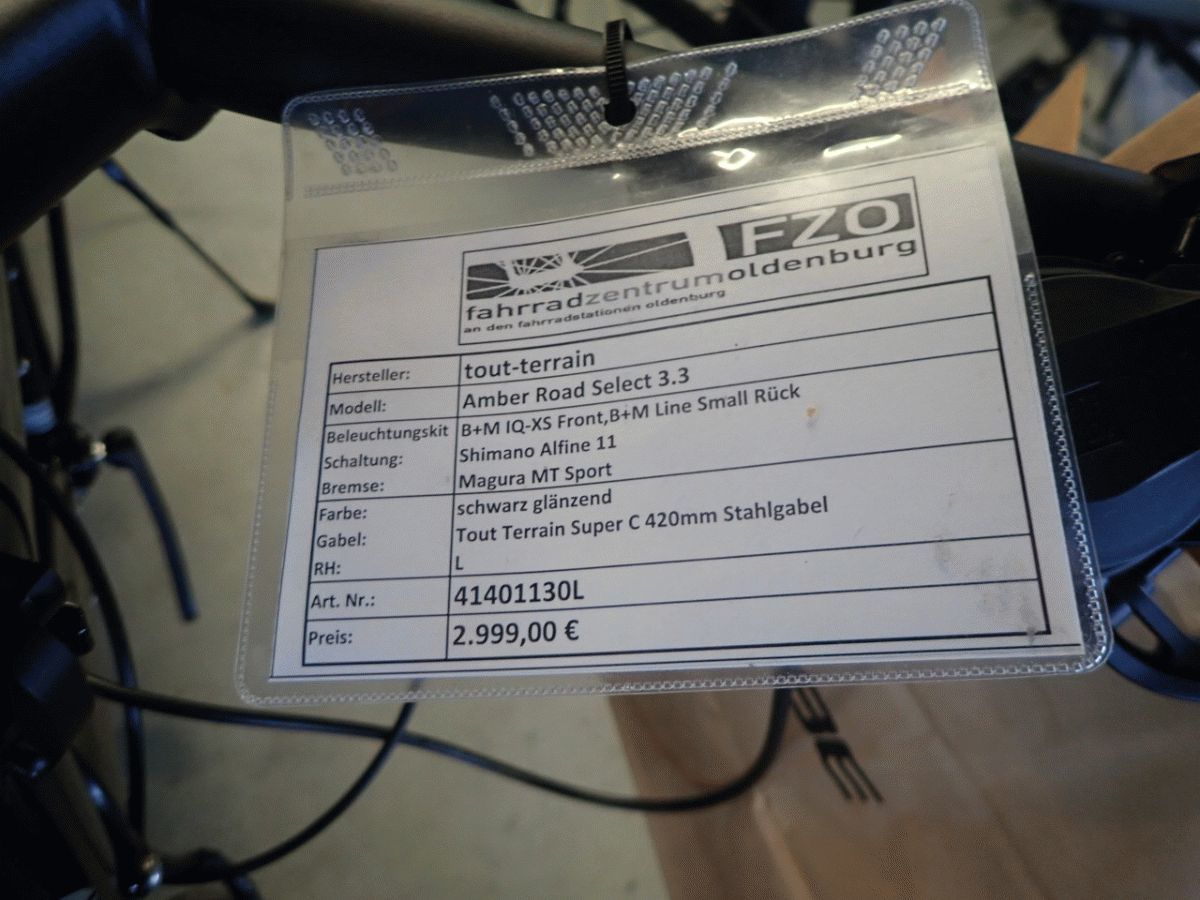 FZO
fahrradzentrumoldenburg
an den fahrradstationen oldenburg
Hersteller: tout-terrain
Modell: Amber Road Select 3.3
Beleuchtungskit B+M IQ-XS Front,B+M Line Small Rück
Schaltung: Shimano Alfine 11
Bremse: Magura MT Sport
Farbe: schwarz glänzend
Gabel: Tout Terrain Super C 420mm Stahlgabel
RH: L
Art. Nr.: 41401130L
Preis: 2.999,00 €